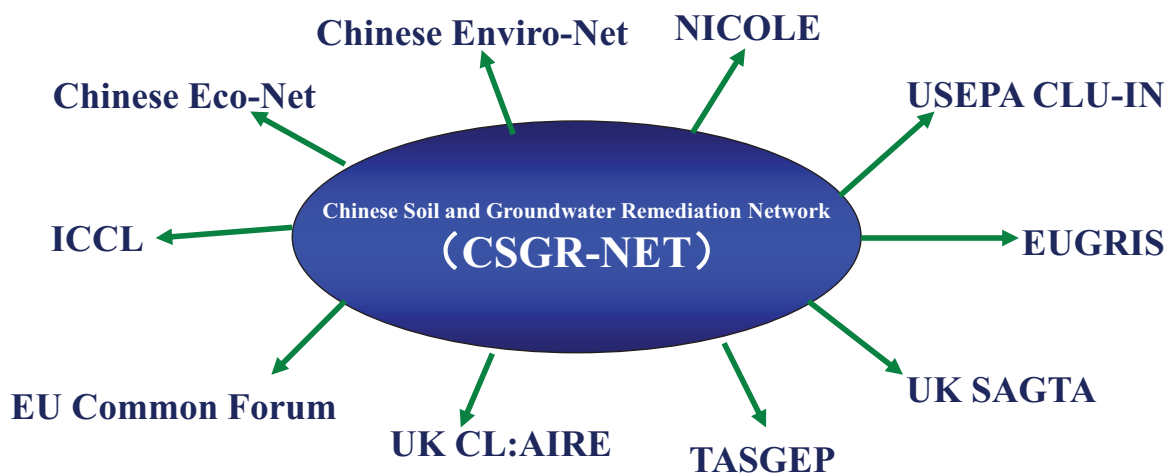 Chinese Enviro-Net
NICOLE
Chinese Eco-Net
USEPA CLU-IN
Chinese Soil and Groundwater Remediation Network
（CSGR-NET）
ICCL
EUGRIS
EU Common Forum
UK SAGTA
UK CL:AIRE
TASGEP